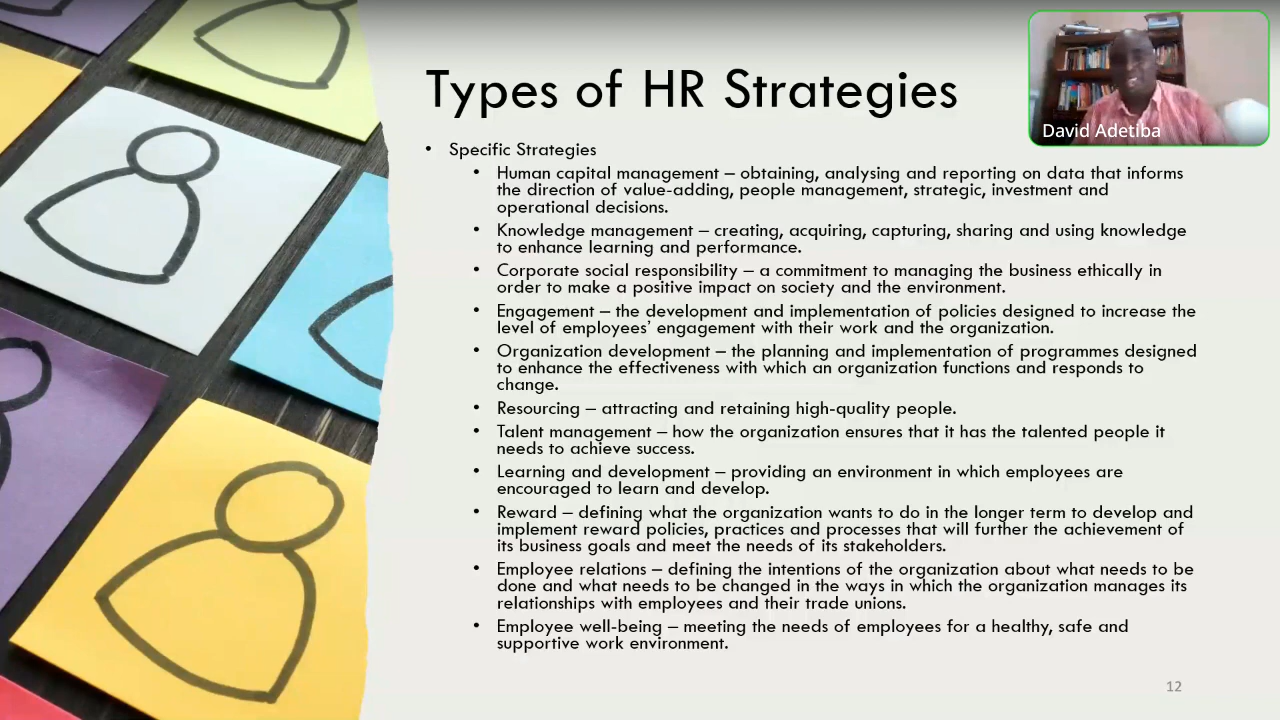 Types of HR Strategies
David Adetiba
• Specific Strategies
• Human capital management – obtaining, analysing and reporting on data that informs
the direction of value-adding, people management, strategic, investment and
operational decisions.
• Knowledge management – creating, acquiring, capturing, sharing and using knowledge
to enhance learning and performance.
• Corporate social responsibility – a commitment to managing the business ethically in
order to make a positive impact on society and the environment.
• Engagement – the development and implementation of policies designed to increase the
level of employees’ engagement with their work and the organization.
• Organization development – the planning and implementation of programmes designed
to enhance the effectiveness with which an organization functions and responds to
change.
• Resourcing – attracting and retaining high-quality people.
• Talent management – how the organization ensures that it has the talented people it
needs to achieve success.
• Learning and development – providing an environment in which employees are
encouraged to learn and develop.
• Reward – defining what the organization wants to do in the longer term to develop and
implement reward policies, practices and processes that will further the achievement of
its business goals and meet the needs of its stakeholders.
• Employee relations – defining the intentions of the organization about what needs to be
done and what needs to be changed in the ways in which the organization manages its
relationships with employees and their trade unions.
• Employee well-being – meeting the needs of employees for a healthy, safe and
supportive work environment.
12